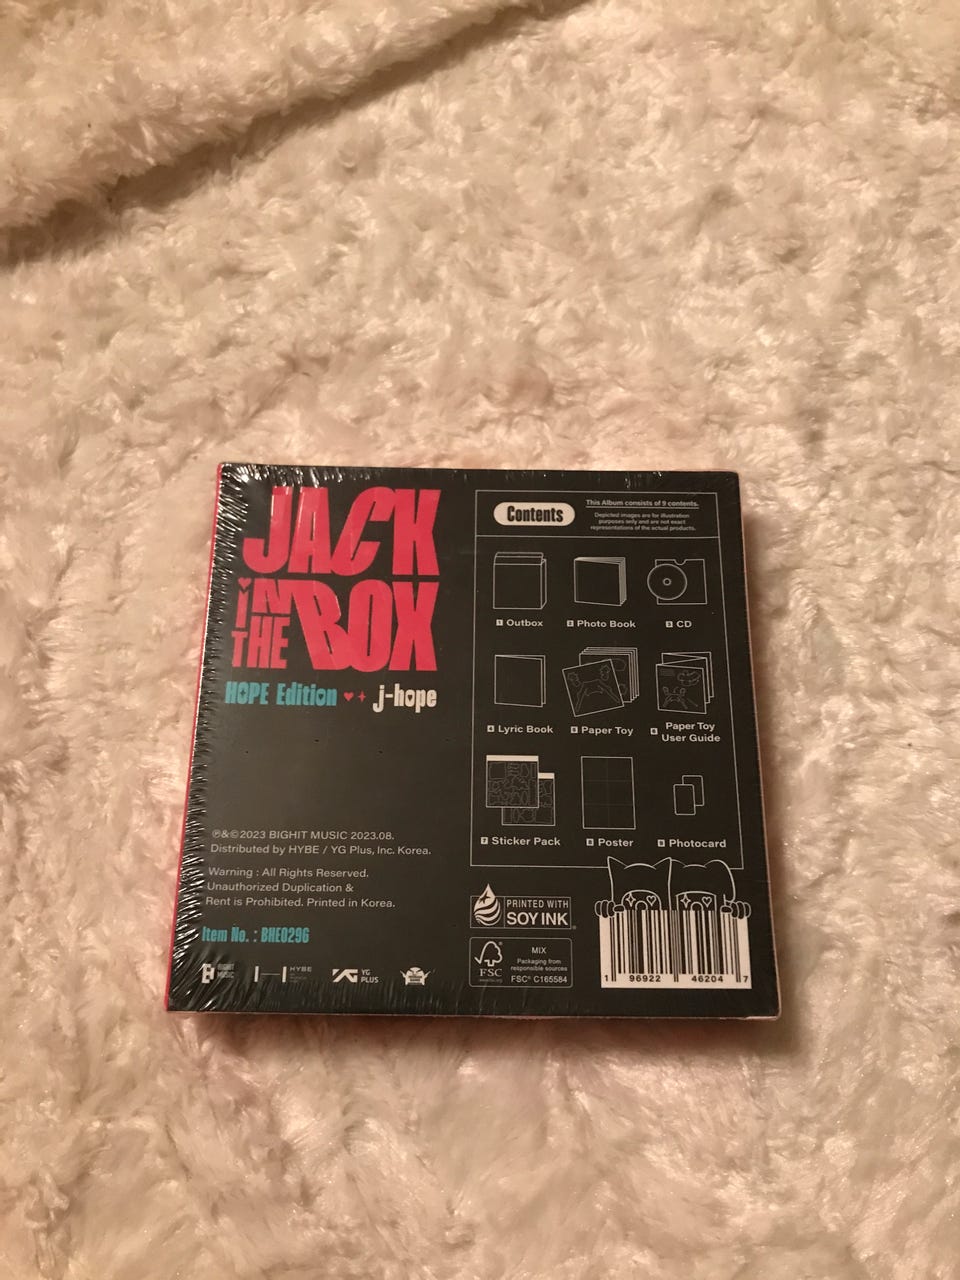 JACK
iN
THE
BOX
HOPE Edition j-hope
Contents
This Album consists of 9 contents.
Depicted images are for illustration
purposes only and are not exact
representations of the actual products.
1 Outbox
2 Photo Book
3 CD
4 Lyric Book
5 Paper Toy
6 Paper Toy
User Guide
7 Sticker Pack
8 Poster
9 Photocard
℗&©2023 BIGHIT MUSIC 2023.08.
Distributed by HYBE / YG Plus, Inc. Korea.
Warning : All Rights Reserved.
Unauthorized Duplication &
Rent is Prohibited. Printed in Korea.
Item No. : BHE0296
BIGHIT
MUSIC
HYBE
YG
PLUS
PRINTED WITH
SOY INK
FSC
MIX
Packaging from
responsible sources
FSC® C165584
1 96922 46204 7